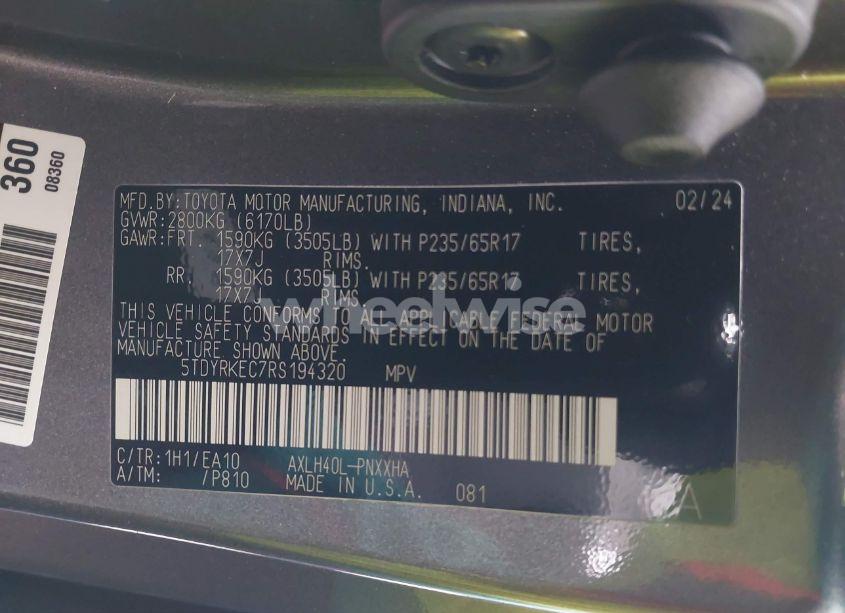 360
08360
MFD.BY:TOYOTA MOTOR MANUFACTURING, INDIANA, INC. 02/24
GVWR:2800KG (6170LB)
GAWR:FRT. 1590KG (3505LB) WITH P235/65R17 TIRES,
17X7J RIMS.
RR. 1590KG (3505LB) WITH P235/65R17 TIRES,
17X7J RIMS.
wheelwise
THIS VEHICLE CONFORMS TO ALL APPLICABLE FEDERAL MOTOR
VEHICLE SAFETY STANDARDS IN EFFECT ON THE DATE OF
MANUFACTURE SHOWN ABOVE.
5TDYRKEC7RS194320 MPV
C/TR:1H1/EA10 AXLH40L-PNXXHA
A/TM: /P810 MADE IN U.S.A. 081
A